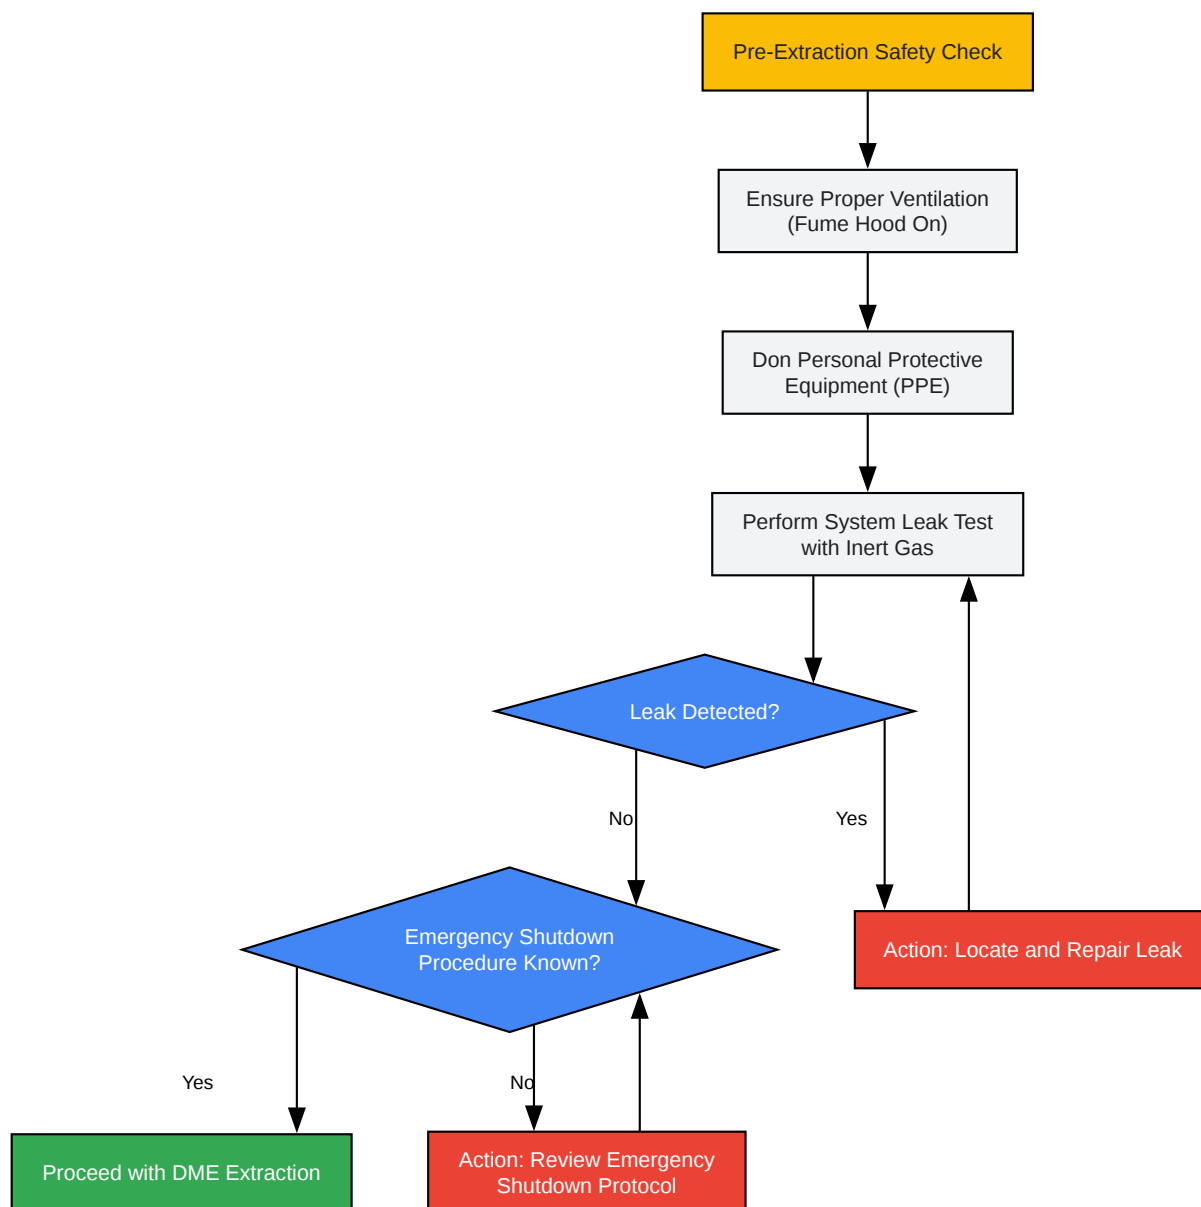 Pre-Extraction Safety Check
Ensure Proper Ventilation
(Fume Hood On)
Don Personal Protective
Equipment (PPE)
Perform System Leak Test
with Inert Gas
Leak Detected?
No
Yes
Emergency Shutdown
Procedure Known?
Action: Locate and Repair Leak
Yes
No
Proceed with DME Extraction
Action: Review Emergency
Shutdown Protocol